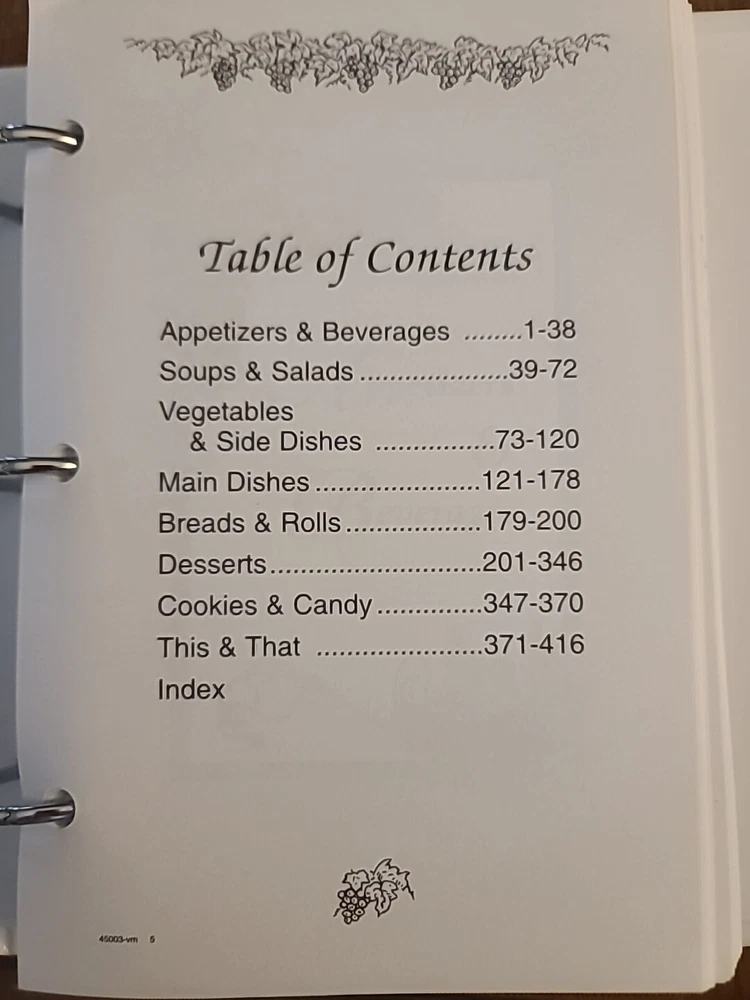 Table of Contents
Appetizers & Beverages ........1-38
Soups & Salads ....................39-72
Vegetables
& Side Dishes ................73-120
Main Dishes ......................121-178
Breads & Rolls ..................179-200
Desserts.............................201-346
Cookies & Candy ..............347-370
This & That ......................371-416
Index
45003-vm 5